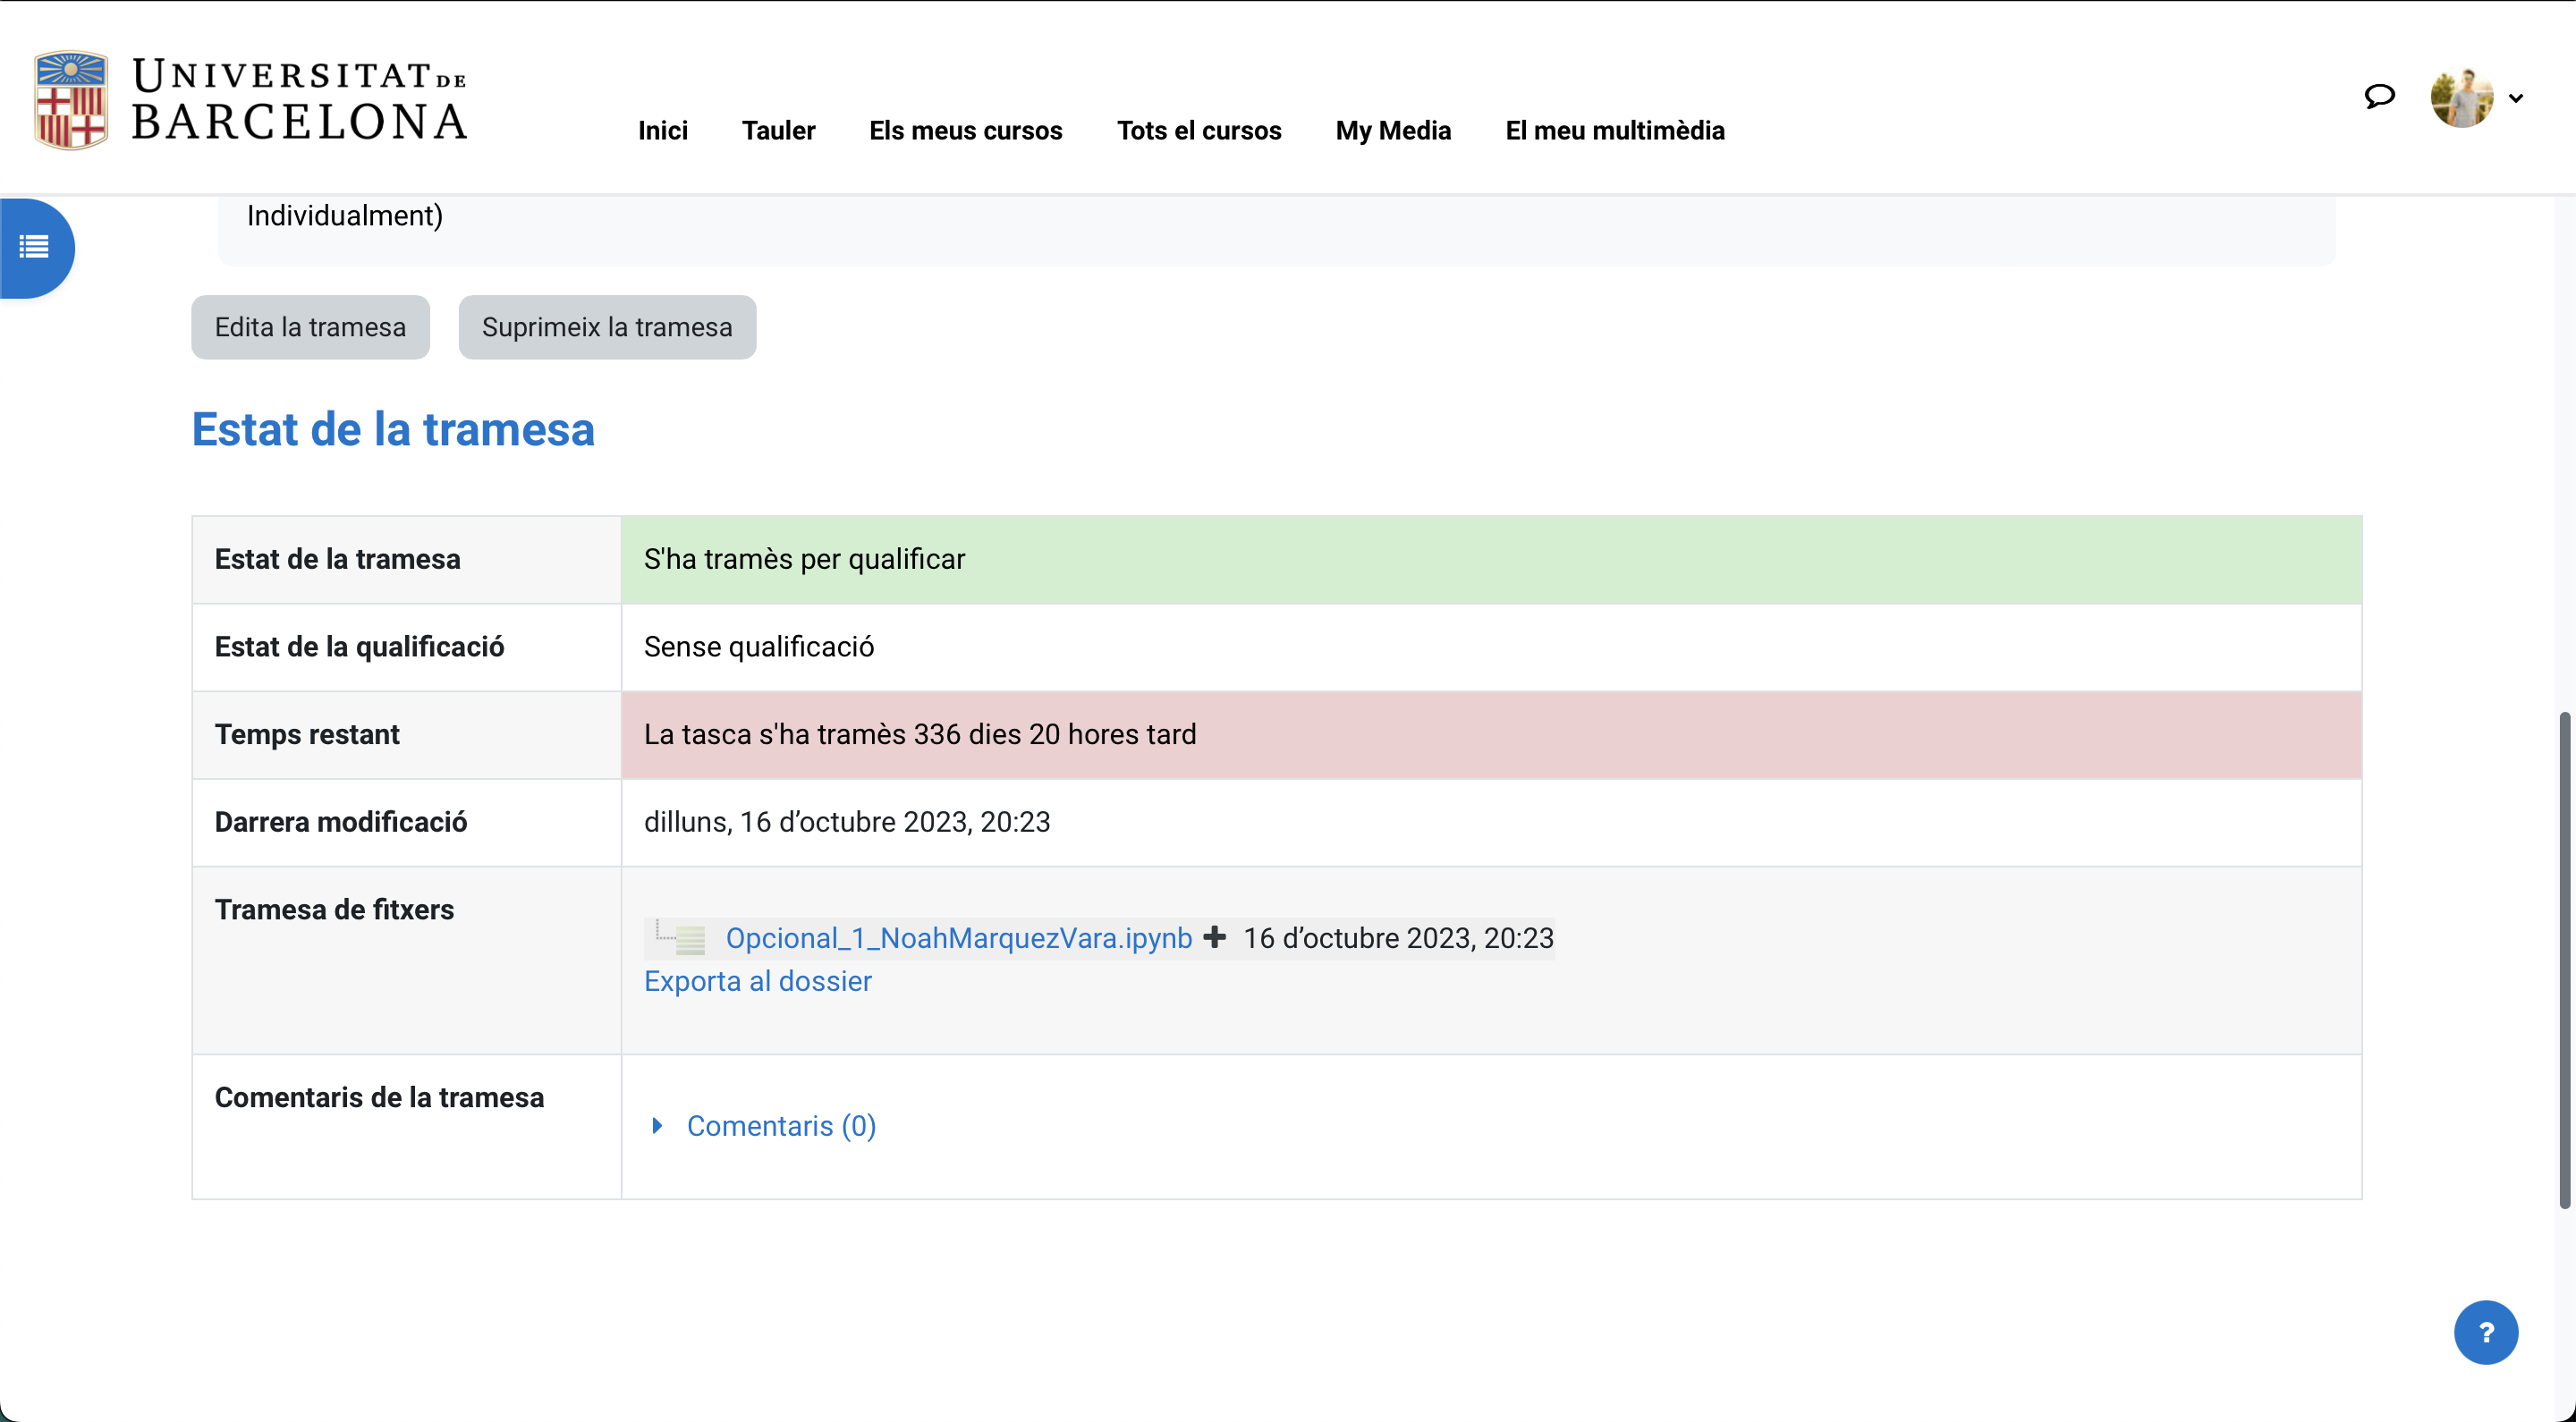 UNIVERSITAT DE
BARCELONA
Inici Tauler Els meus cursos Tots el cursos My Media El meu multimèdia
Individualment)
Edita la tramesa Suprimeix la tramesa
Estat de la tramesa
Estat de la tramesa S'ha tramès per qualificar
Estat de la qualificació Sense qualificació
Temps restant La tasca s'ha tramès 336 dies 20 hores tard
Darrera modificació dilluns, 16 d’octubre 2023, 20:23
Tramesa de fitxers
Opcional_1_NoahMarquezVara.ipynb 16 d’octubre 2023, 20:23
Exporta al dossier
Comentaris de la tramesa
Comentaris (0)
?